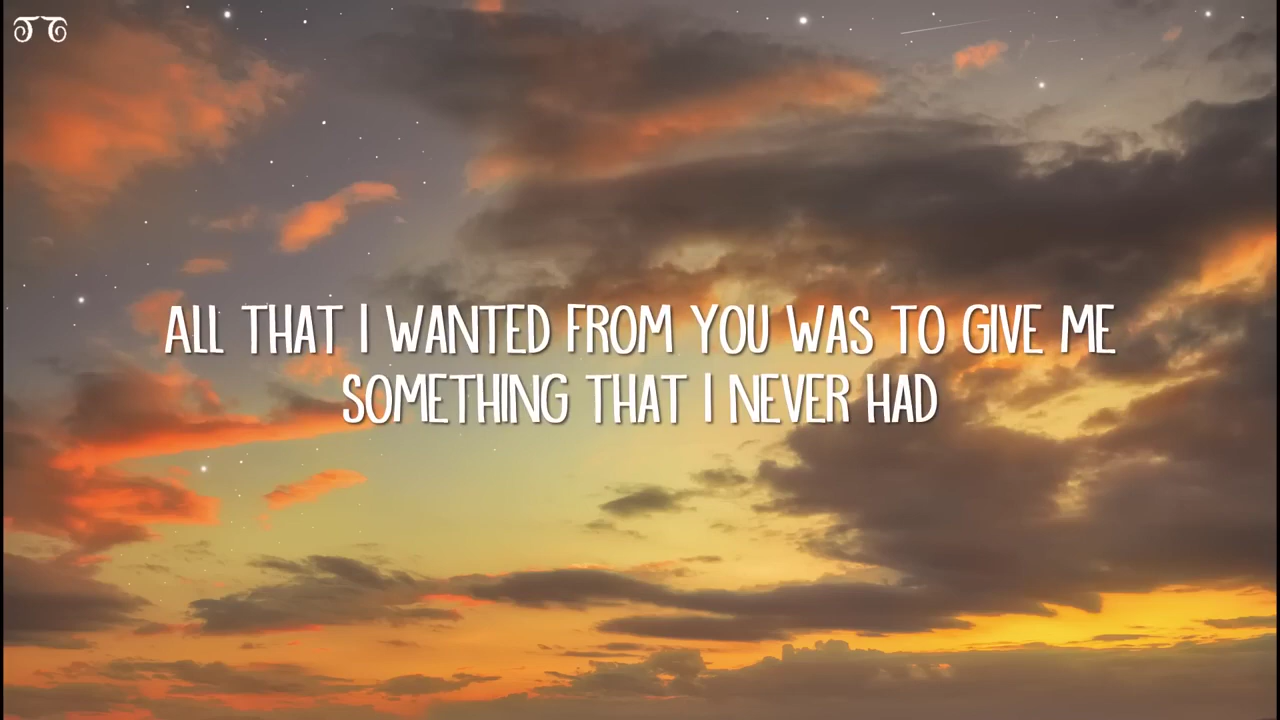 ALL THAT I WANTED FROM YOU WAS TO GIVE ME
SOMETHING THAT I NEVER HAD